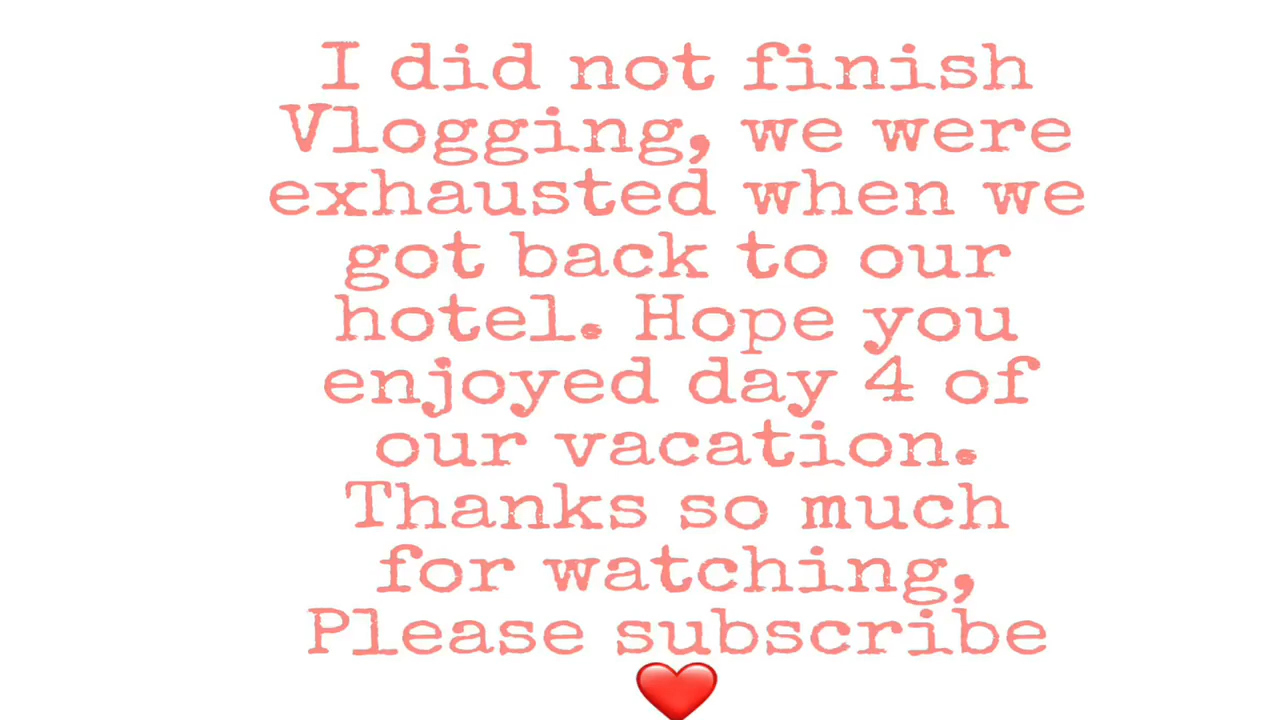 I did not finish
Vlogging, we were
exhausted when we
got back to our
hotel. Hope you
enjoyed day 4 of
our vacation.
Thanks so much
for watching,
Please subscribe
❤️